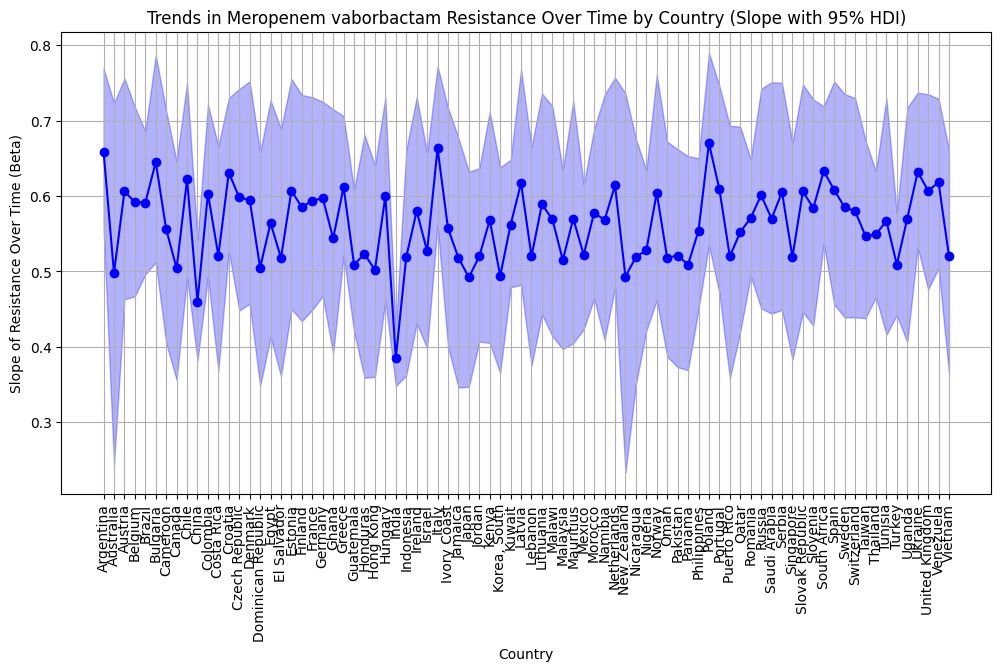 Trends in Meropenem vaborbactam Resistance Over Time by Country (Slope with 95% HDI)
Slope of Resistance Over Time (Beta)
0.8
0.7
0.6
0.5
0.4
0.3
Argentina
Australia
Austria
Belgium
Brazil
Bulgaria
Cameroon
Canada
Chile
China
Colombia
Costa Rica
Croatia
Czech Republic
Denmark
Dominican Republic
Egypt
El Salvador
Estonia
Finland
France
Germany
Ghana
Greece
Guatemala
Honduras
Hong Kong
Hungary
India
Indonesia
Ireland
Israel
Italy
Ivory Coast
Jamaica
Japan
Jordan
Kenya
Korea, South
Kuwait
Latvia
Lebanon
Lithuania
Malawi
Malaysia
Mauritius
Mexico
Morocco
Namibia
Netherlands
New Zealand
Nicaragua
Nigeria
Norway
Oman
Pakistan
Panama
Philippines
Poland
Portugal
Puerto Rico
Qatar
Romania
Russia
Saudi Arabia
Serbia
Singapore
Slovak Republic
Slovenia
South Africa
Spain
Sweden
Switzerland
Taiwan
Thailand
Tunisia
Turkey
Uganda
Ukraine
United Kingdom
Venezuela
Vietnam
Country